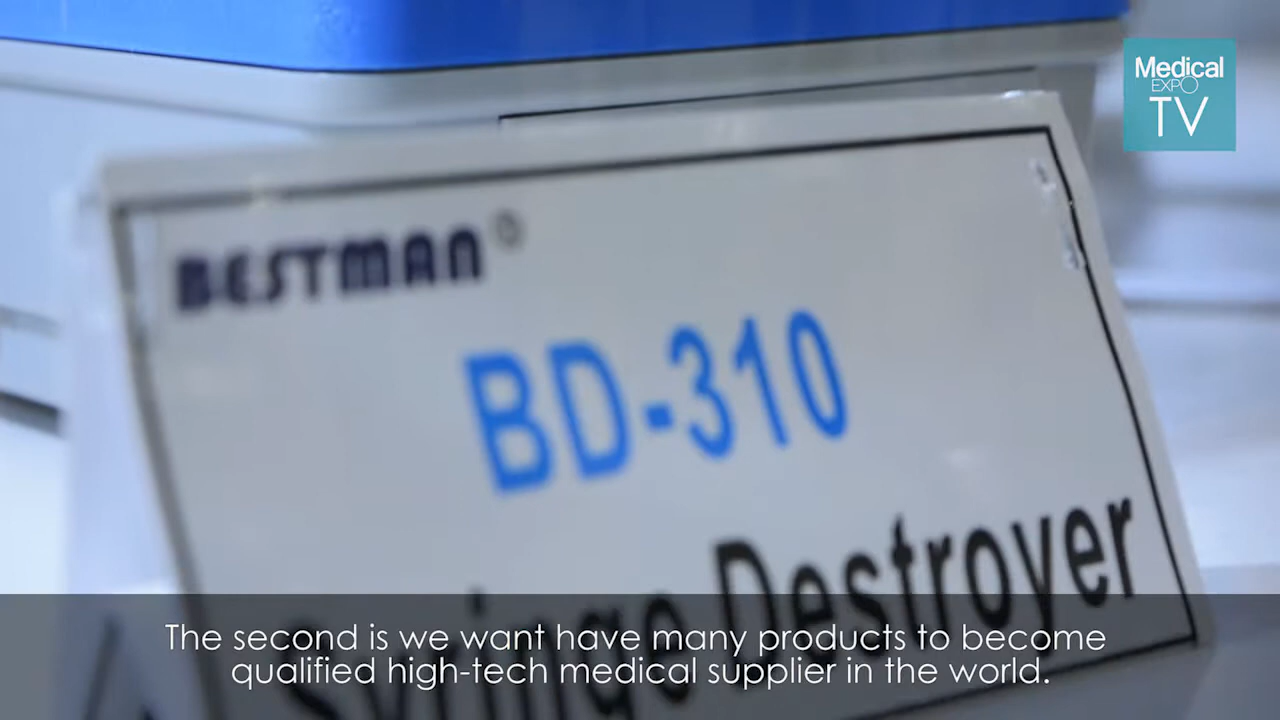 Medical
EXPO
TV
BESTMAN®
BD-310
Syringe Destroyer
The second is we want have many products to become
qualified high-tech medical supplier in the world.